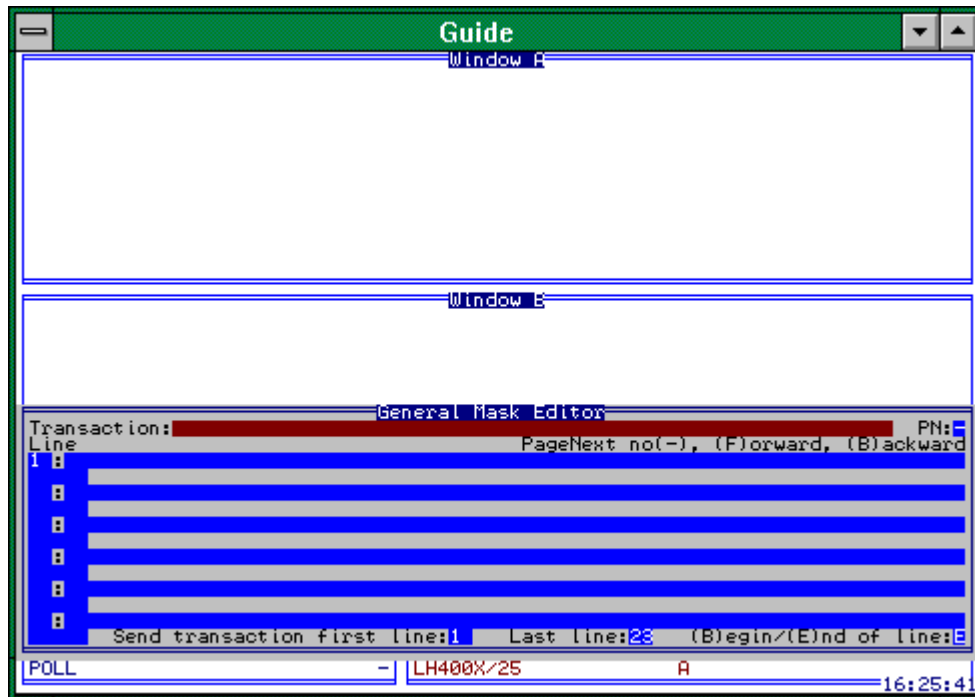 Guide
Window A
Window B
General Mask Editor
Transaction: PN:-
Line PageNext no(-), (F)orward, (B)ackward
1 :
:
:
:
:
:
Send transaction first line:1 Last line:23 (B)egin/(E)nd of line:E
POLL - LH400X/25 A
16:25:41